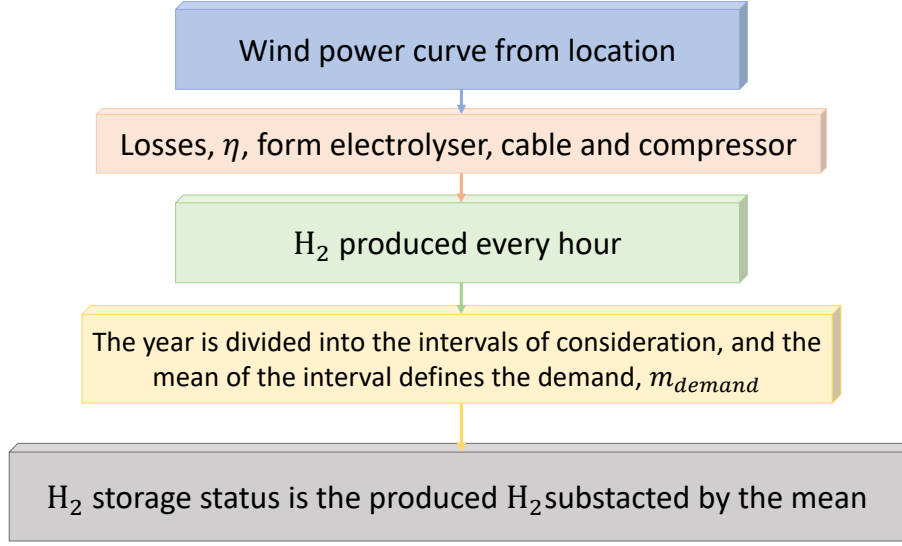 Wind power curve from location
Losses, η, form electrolyser, cable and compressor
H₂ produced every hour
The year is divided into the intervals of consideration, and the
mean of the interval defines the demand, m_demand
H₂ storage status is the produced H₂substacted by the mean